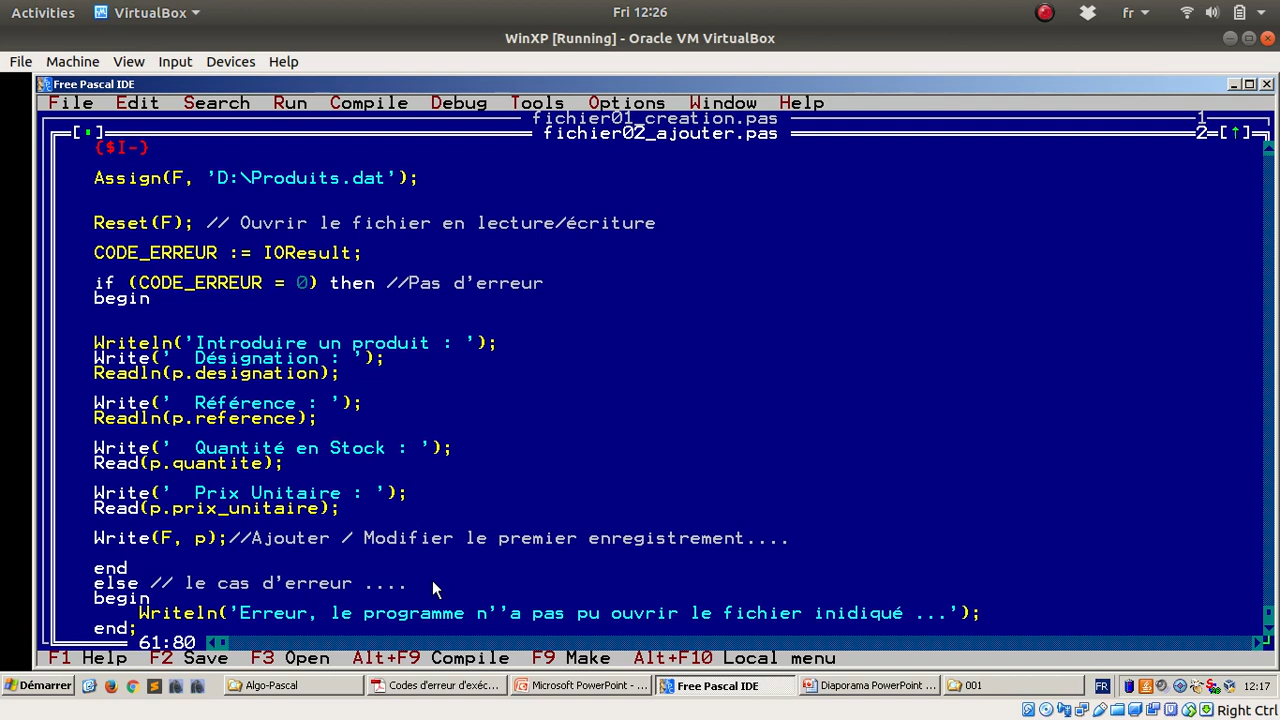 Activities VirtualBox Fri 12:26 fr
WinXP [Running] - Oracle VM VirtualBox
File Machine View Input Devices Help
Free Pascal IDE
File Edit Search Run Compile Debug Tools Options Window Help
fichier01_creation.pas 1
fichier02_ajouter.pas 2=[↑]
{$I-}
Assign(F, 'D:\Produits.dat');
Reset(F); // Ouvrir le fichier en lecture/écriture
CODE_ERREUR := IOResult;
if (CODE_ERREUR = 0) then //Pas d'erreur
begin
Writeln('Introduire un produit : ');
Write('  Désignation : ');
Readln(p.designation);
Write('  Référence : ');
Readln(p.reference);
Write('  Quantité en Stock : ');
Read(p.quantite);
Write('  Prix Unitaire : ');
Read(p.prix_unitaire);
Write(F, p);//Ajouter / Modifier le premier enregistrement....
end
else // le cas d'erreur ....
begin
Writeln('Erreur, le programme n''a pas pu ouvrir le fichier inidiqué ...');
end;
61:80
F1 Help F2 Save F3 Open Alt+F9 Compile F9 Make Alt+F10 Local menu
Démarrer Algo-Pascal Codes d'erreur d'exéc... Microsoft PowerPoint - ... Free Pascal IDE Diaporama PowerPoint ... 001 FR 12:17
Right Ctrl